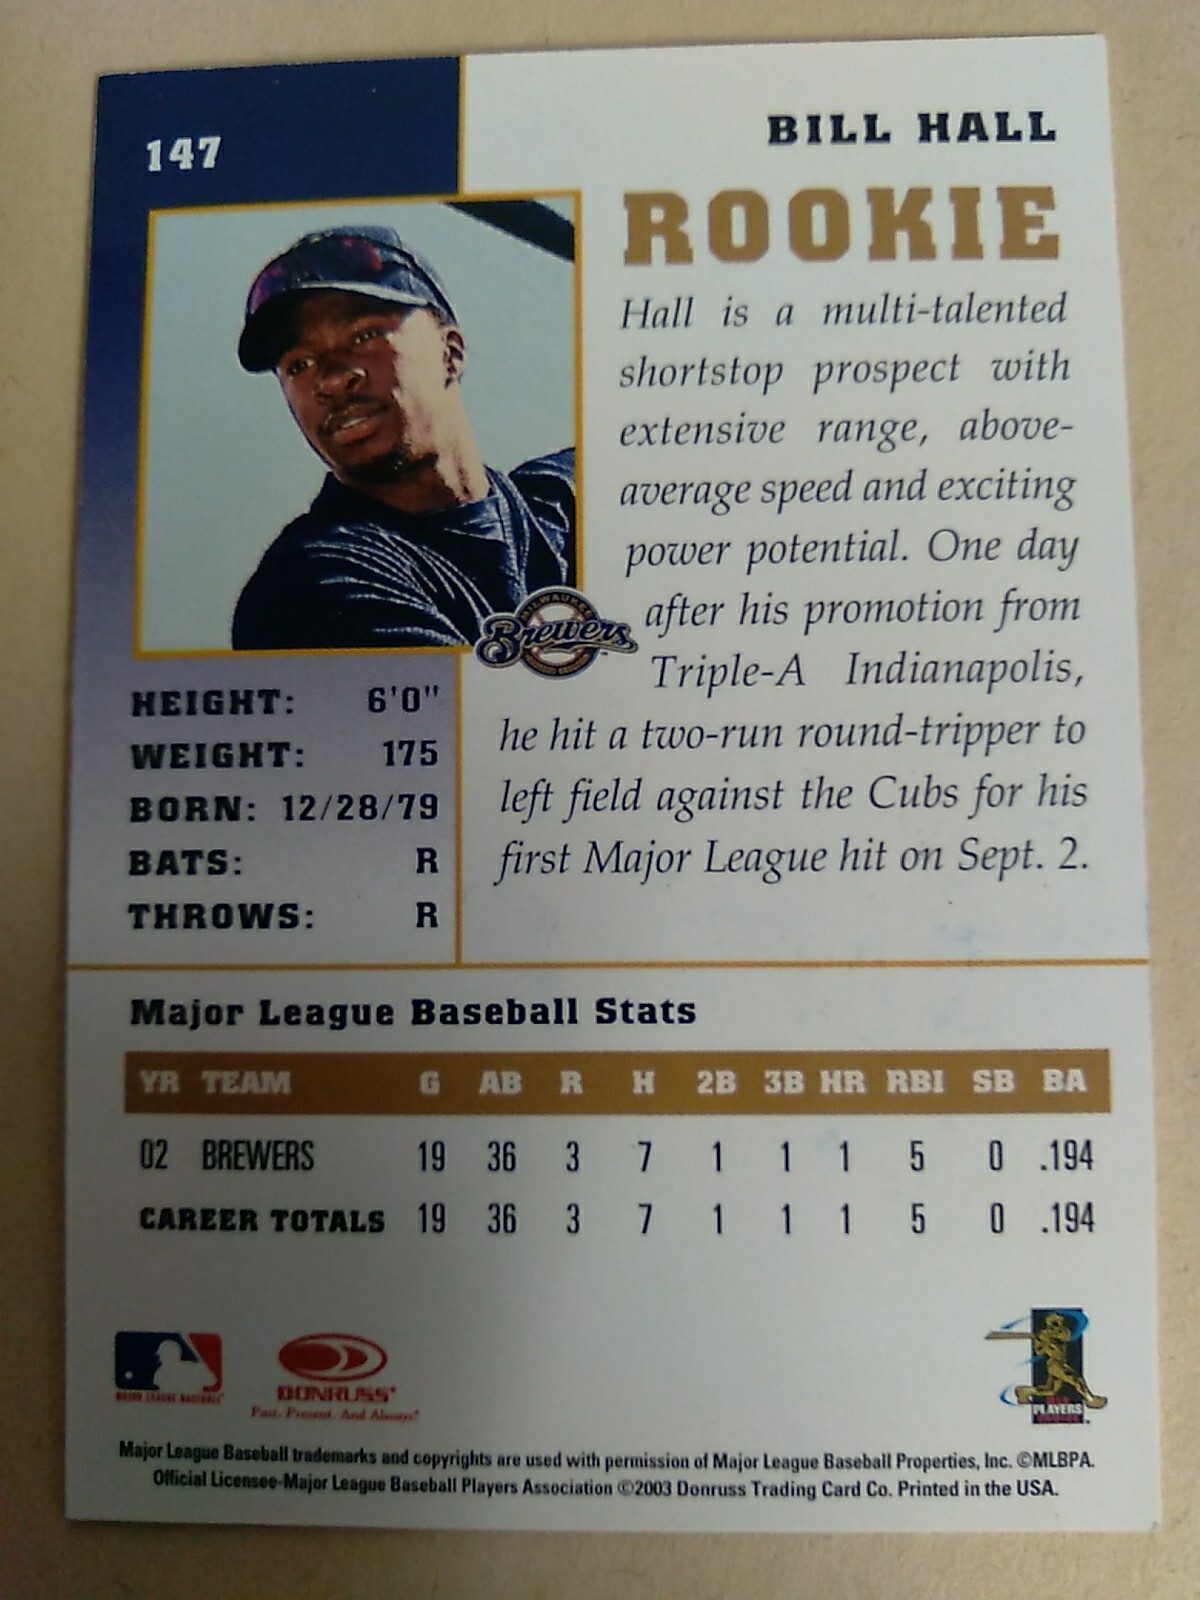 147
BILL HALL
ROOKIE
Hall is a multi-talented
shortstop prospect with
extensive range, above-
average speed and exciting
power potential. One day
after his promotion from
Triple-A Indianapolis,
he hit a two-run round-tripper to
left field against the Cubs for his
first Major League hit on Sept. 2.
MILWAUKEE
Brewers™
HEIGHT: 6'0"
WEIGHT: 175
BORN: 12/28/79
BATS: R
THROWS: R
Major League Baseball Stats
YR TEAM G AB R H 2B 3B HR RBI SB BA
02 BREWERS 19 36 3 7 1 1 1 5 0 .194
CAREER TOTALS 19 36 3 7 1 1 1 5 0 .194
MAJOR LEAGUE BASEBALL
DONRUSS®
Past. Present. And Always®
PLAYERS
Major League Baseball trademarks and copyrights are used with permission of Major League Baseball Properties, Inc. ©MLBPA.
Official Licensee-Major League Baseball Players Association ©2003 Donruss Trading Card Co. Printed in the USA.